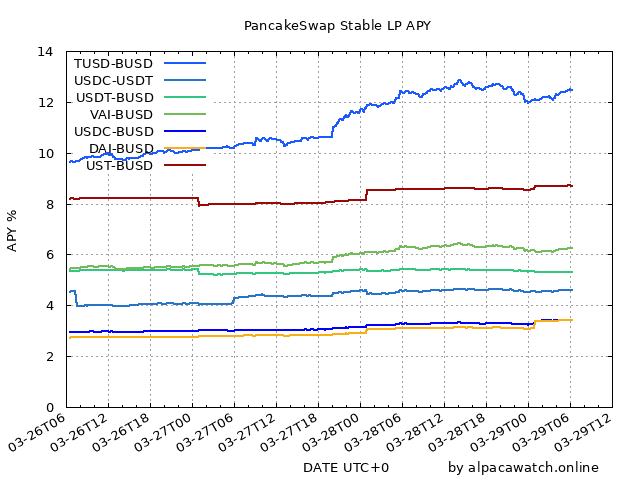 PancakeSwap Stable LP APY
14
12
10
8
6
4
2
0
APY %
TUSD-BUSD
USDC-USDT
USDT-BUSD
VAI-BUSD
USDC-BUSD
DAI-BUSD
UST-BUSD
03-26T06
03-26T12
03-26T18
03-27T00
03-27T06
03-27T12
03-27T18
03-28T00
03-28T06
03-28T12
03-28T18
03-29T00
03-29T06
03-29T12
DATE UTC+0
by alpacawatch.online